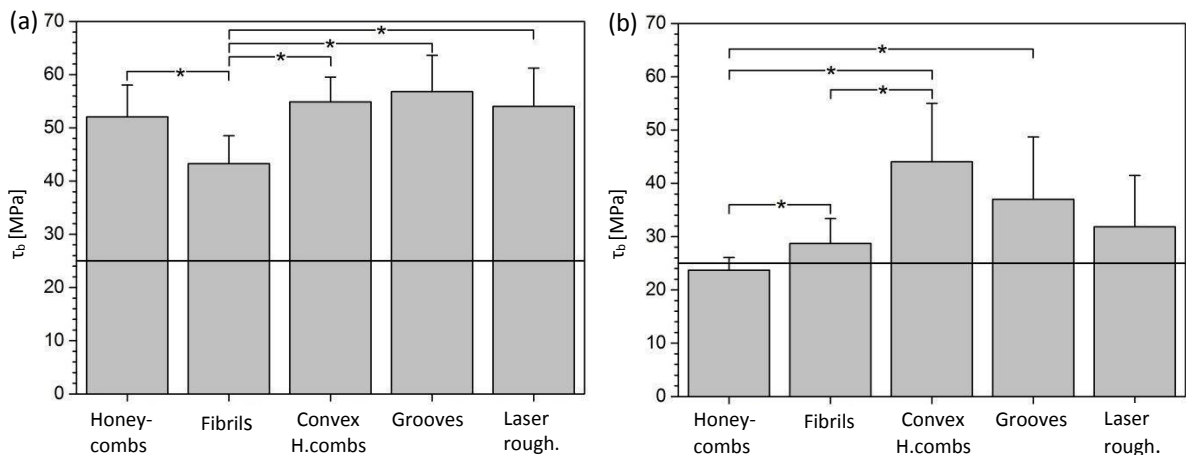 (a)
70
60
50
40
30
20
10
0
τb [MPa]
* * * *
Honey-
combs
Fibrils
Convex
H.combs
Grooves
Laser
rough.
(b)
70
60
50
40
30
20
10
0
τb [MPa]
* * * *
Honey-
combs
Fibrils
Convex
H.combs
Grooves
Laser
rough.